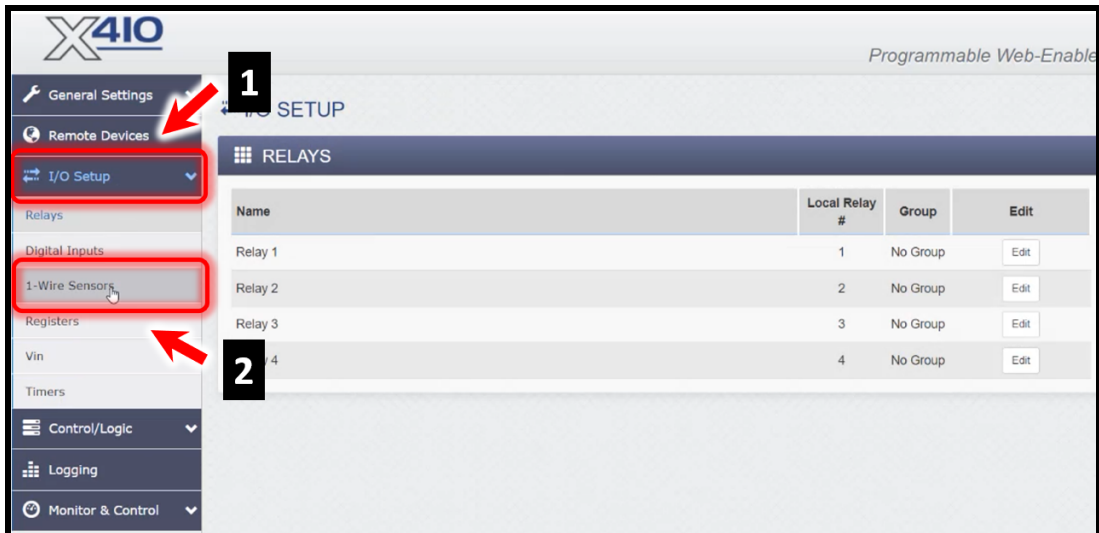 X410
Programmable Web-Enable
General Settings
1
I/O SETUP
Remote Devices
RELAYS
I/O Setup
Name
Local Relay
#
Group
Edit
Relays
Digital Inputs
Relay 1
1
No Group
Edit
1-Wire Sensors
Relay 2
2
No Group
Edit
Registers
Relay 3
3
No Group
Edit
Vin
2
4
4
No Group
Edit
Timers
Control/Logic
Logging
Monitor & Control